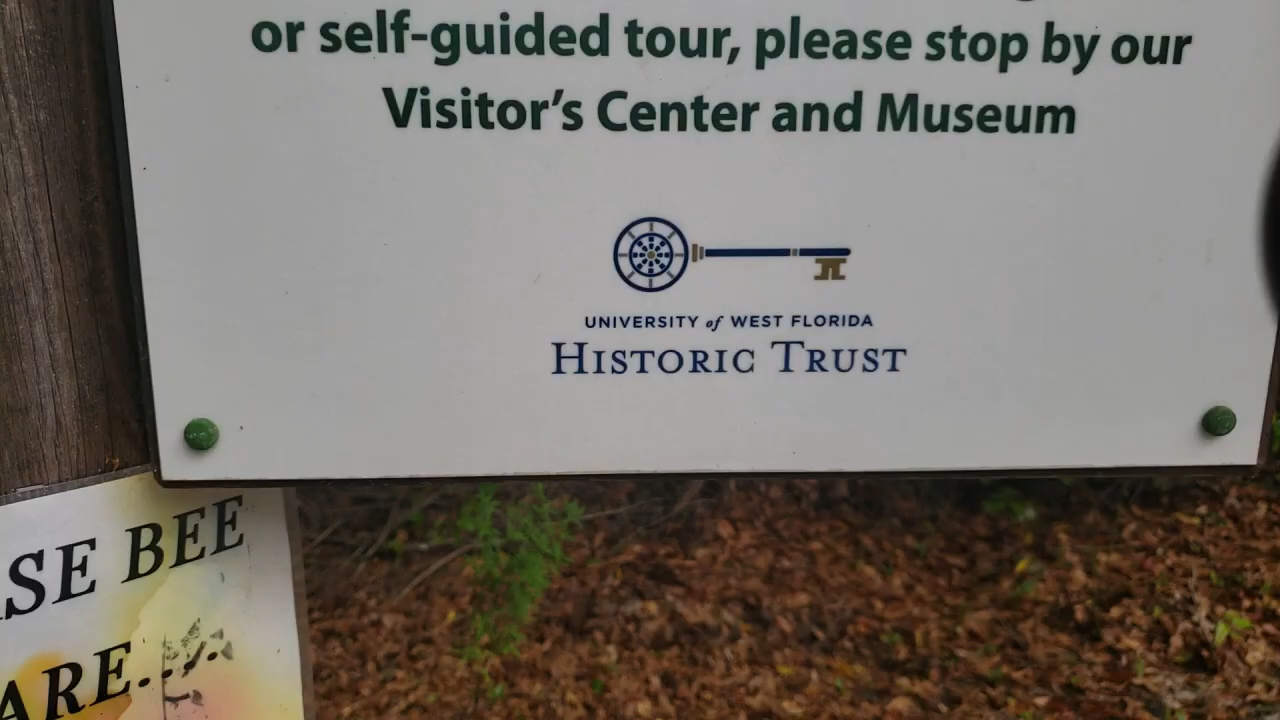 or self-guided tour, please stop by our
Visitor's Center and Museum
UNIVERSITY of WEST FLORIDA
HISTORIC TRUST
SE BEE
ARE....